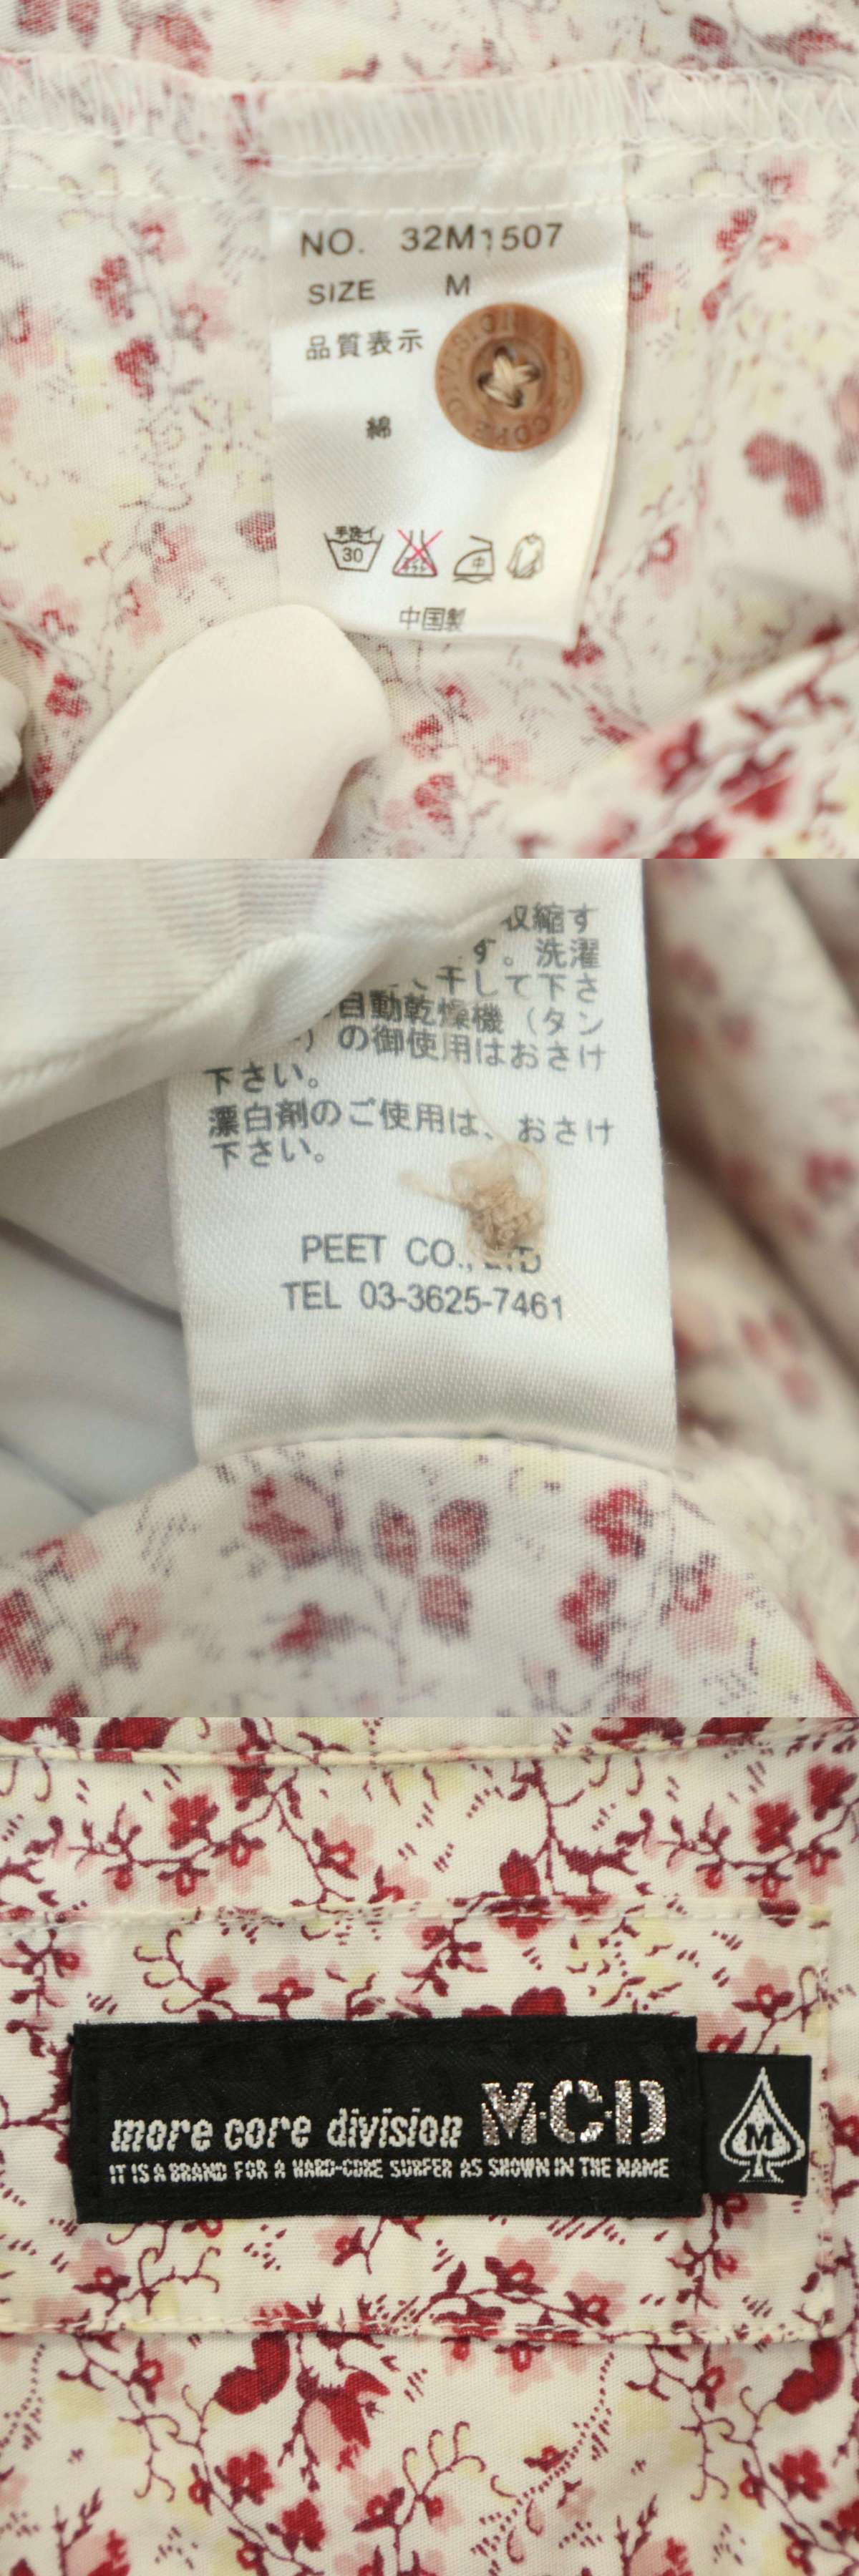 NO. 32M1507
SIZE M
品質表示
綿
手洗イ
30
中
中国製
収縮す
す。洗濯
干して下さ
自動乾燥機（タン
）の御使用はおさけ
下さい。
漂白剤のご使用は、おさけ
下さい。
PEET CO., LTD
TEL 03-3625-7461
more core division M·C·D
IT IS A BRAND FOR A HARD-CORE SURFER AS SHOWN IN THE NAME
M